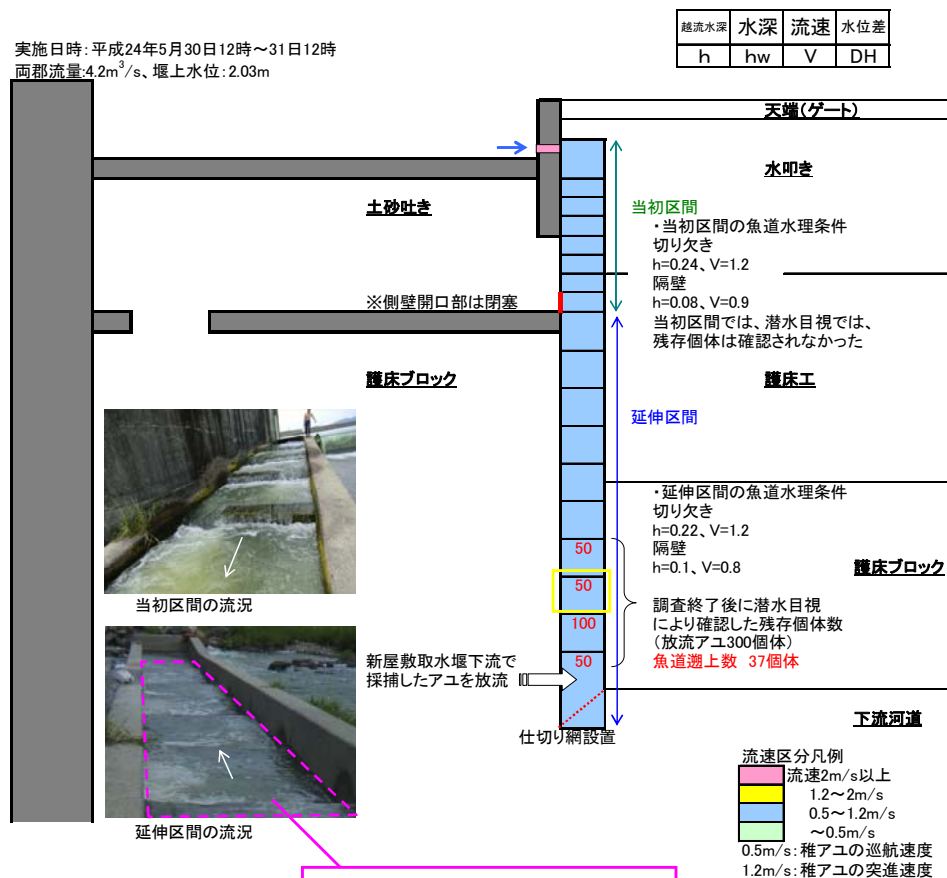 実施日時：平成24年5月30日12時～31日12時
両郡流量:4.2m³/s、堰上水位：2.03m
越流水深 水深 流速 水位差
h hw V DH
天端(ゲート)
水叩き
土砂吐き
当初区間
・当初区間の魚道水理条件
切り欠き
h=0.24、V=1.2
隔壁
h=0.08、V=0.9
当初区間では、潜水目視では、
残存個体は確認されなかった
※側壁開口部は閉塞
護床ブロック
護床工
延伸区間
・延伸区間の魚道水理条件
切り欠き
h=0.22、V=1.2
隔壁
h=0.1、V=0.8
護床ブロック
50
50
100
50
調査終了後に潜水目視
により確認した残存個体数
(放流アユ300個体)
魚道遡上数 37個体
当初区間の流況
新屋敷取水堰下流で
採捕したアユを放流
仕切り網設置
下流河道
延伸区間の流況
流速区分凡例
流速2m/s以上
1.2～2m/s
0.5～1.2m/s
～0.5m/s
0.5m/s：稚アユの巡航速度
1.2m/s：稚アユの突進速度